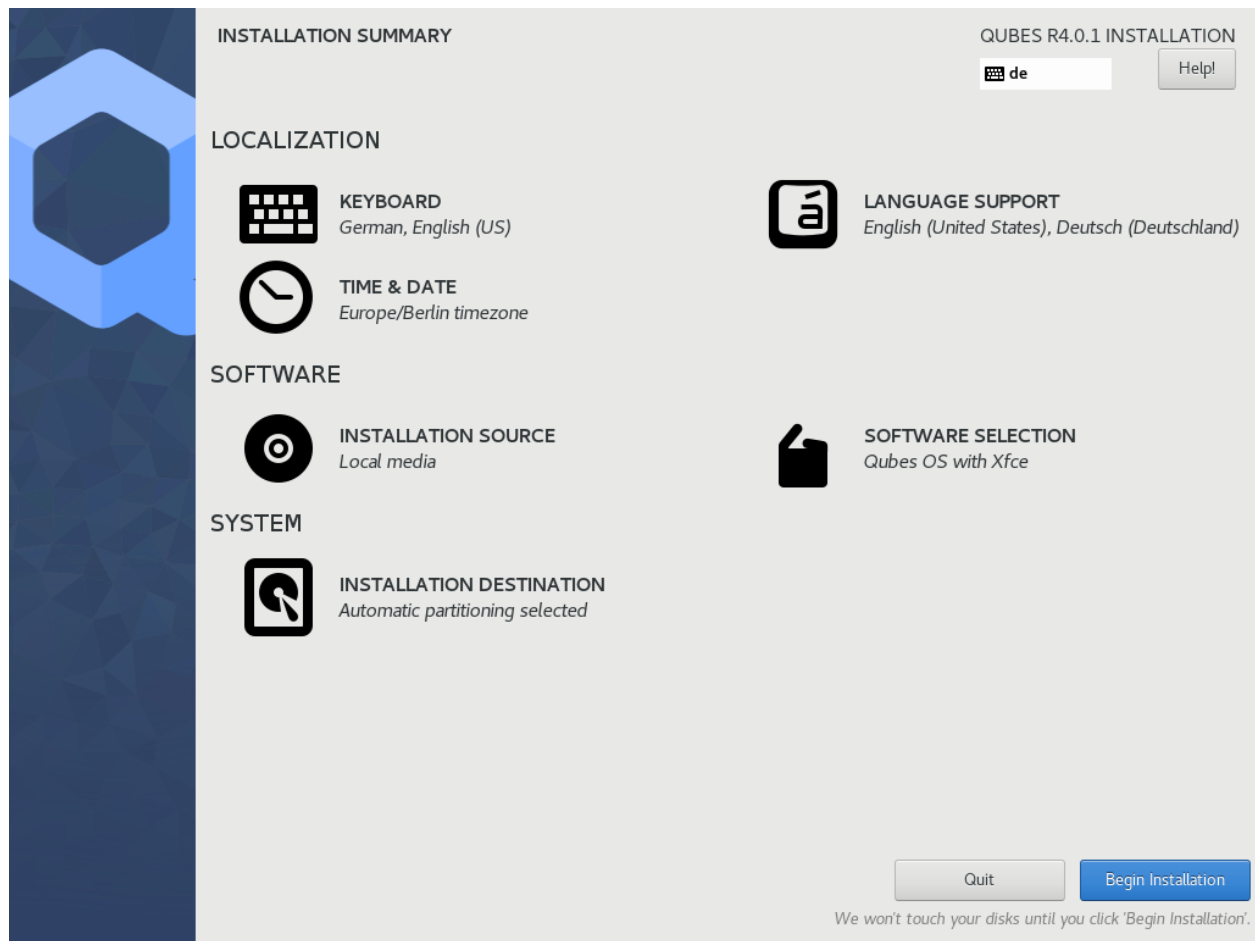 INSTALLATION SUMMARY
QUBES R4.0.1 INSTALLATION
de
Help!
LOCALIZATION
KEYBOARD
German, English (US)
á
LANGUAGE SUPPORT
English (United States), Deutsch (Deutschland)
TIME & DATE
Europe/Berlin timezone
SOFTWARE
INSTALLATION SOURCE
Local media
SOFTWARE SELECTION
Qubes OS with Xfce
SYSTEM
INSTALLATION DESTINATION
Automatic partitioning selected
Quit
Begin Installation
We won't touch your disks until you click 'Begin Installation'.